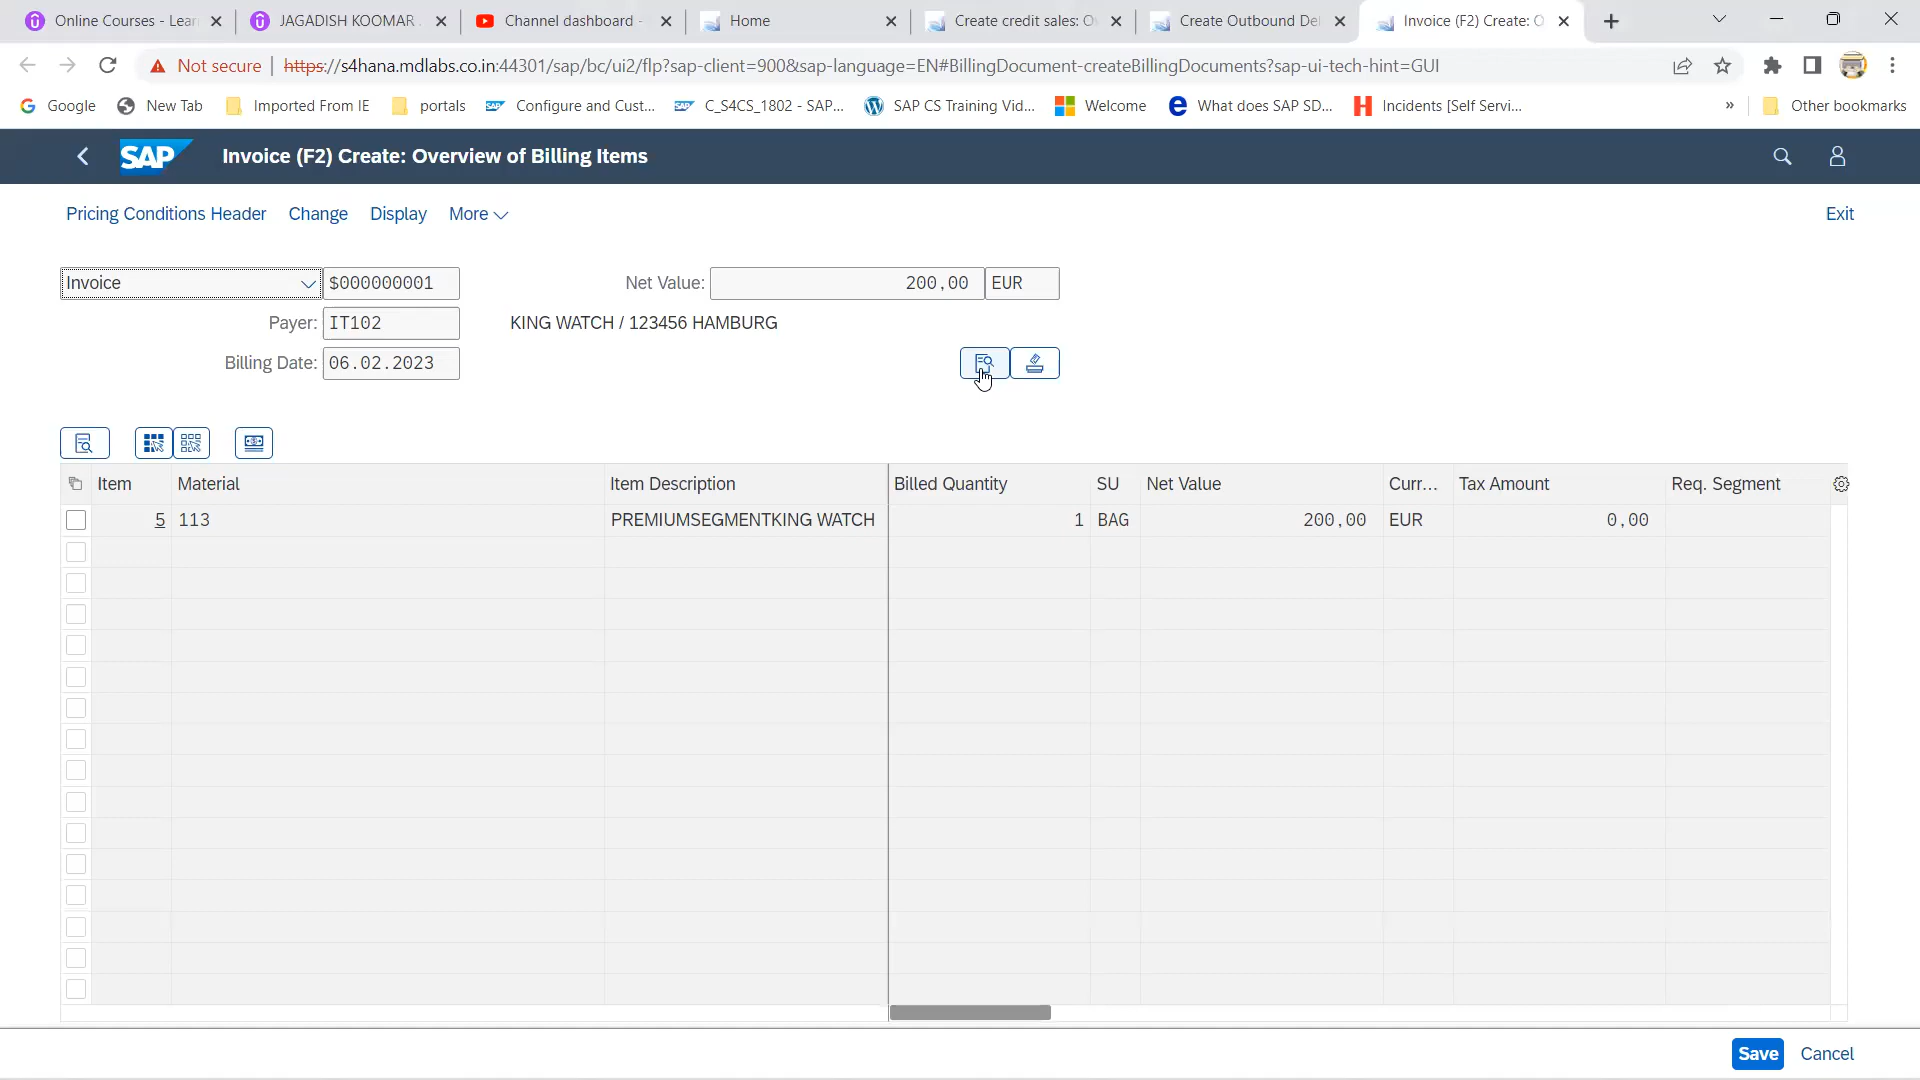 Online Courses - Lear
JAGADISH KOOMAR
Channel dashboard -
Home
Create credit sales: O
Create Outbound Del
Invoice (F2) Create: O
Not secure | https://s4hana.mdlabs.co.in:44301/sap/bc/ui2/flp?sap-client=900&sap-language=EN#BillingDocument-createBillingDocuments?sap-ui-tech-hint=GUI
Google
New Tab
Imported From IE
portals
Configure and Cust...
C_S4CS_1802 - SAP...
SAP CS Training Vid...
Welcome
What does SAP SD...
Incidents [Self Servi...
»
Other bookmarks
SAP
Invoice (F2) Create: Overview of Billing Items
Pricing Conditions Header
Change
Display
More
Exit
Invoice
$000000001
Net Value:
200,00
EUR
Payer:
IT102
KING WATCH / 123456 HAMBURG
Billing Date:
06.02.2023
Item
Material
Item Description
Billed Quantity
SU
Net Value
Curr...
Tax Amount
Req. Segment
5
113
PREMIUMSEGMENTKING WATCH
1
BAG
200,00
EUR
0,00
Save
Cancel